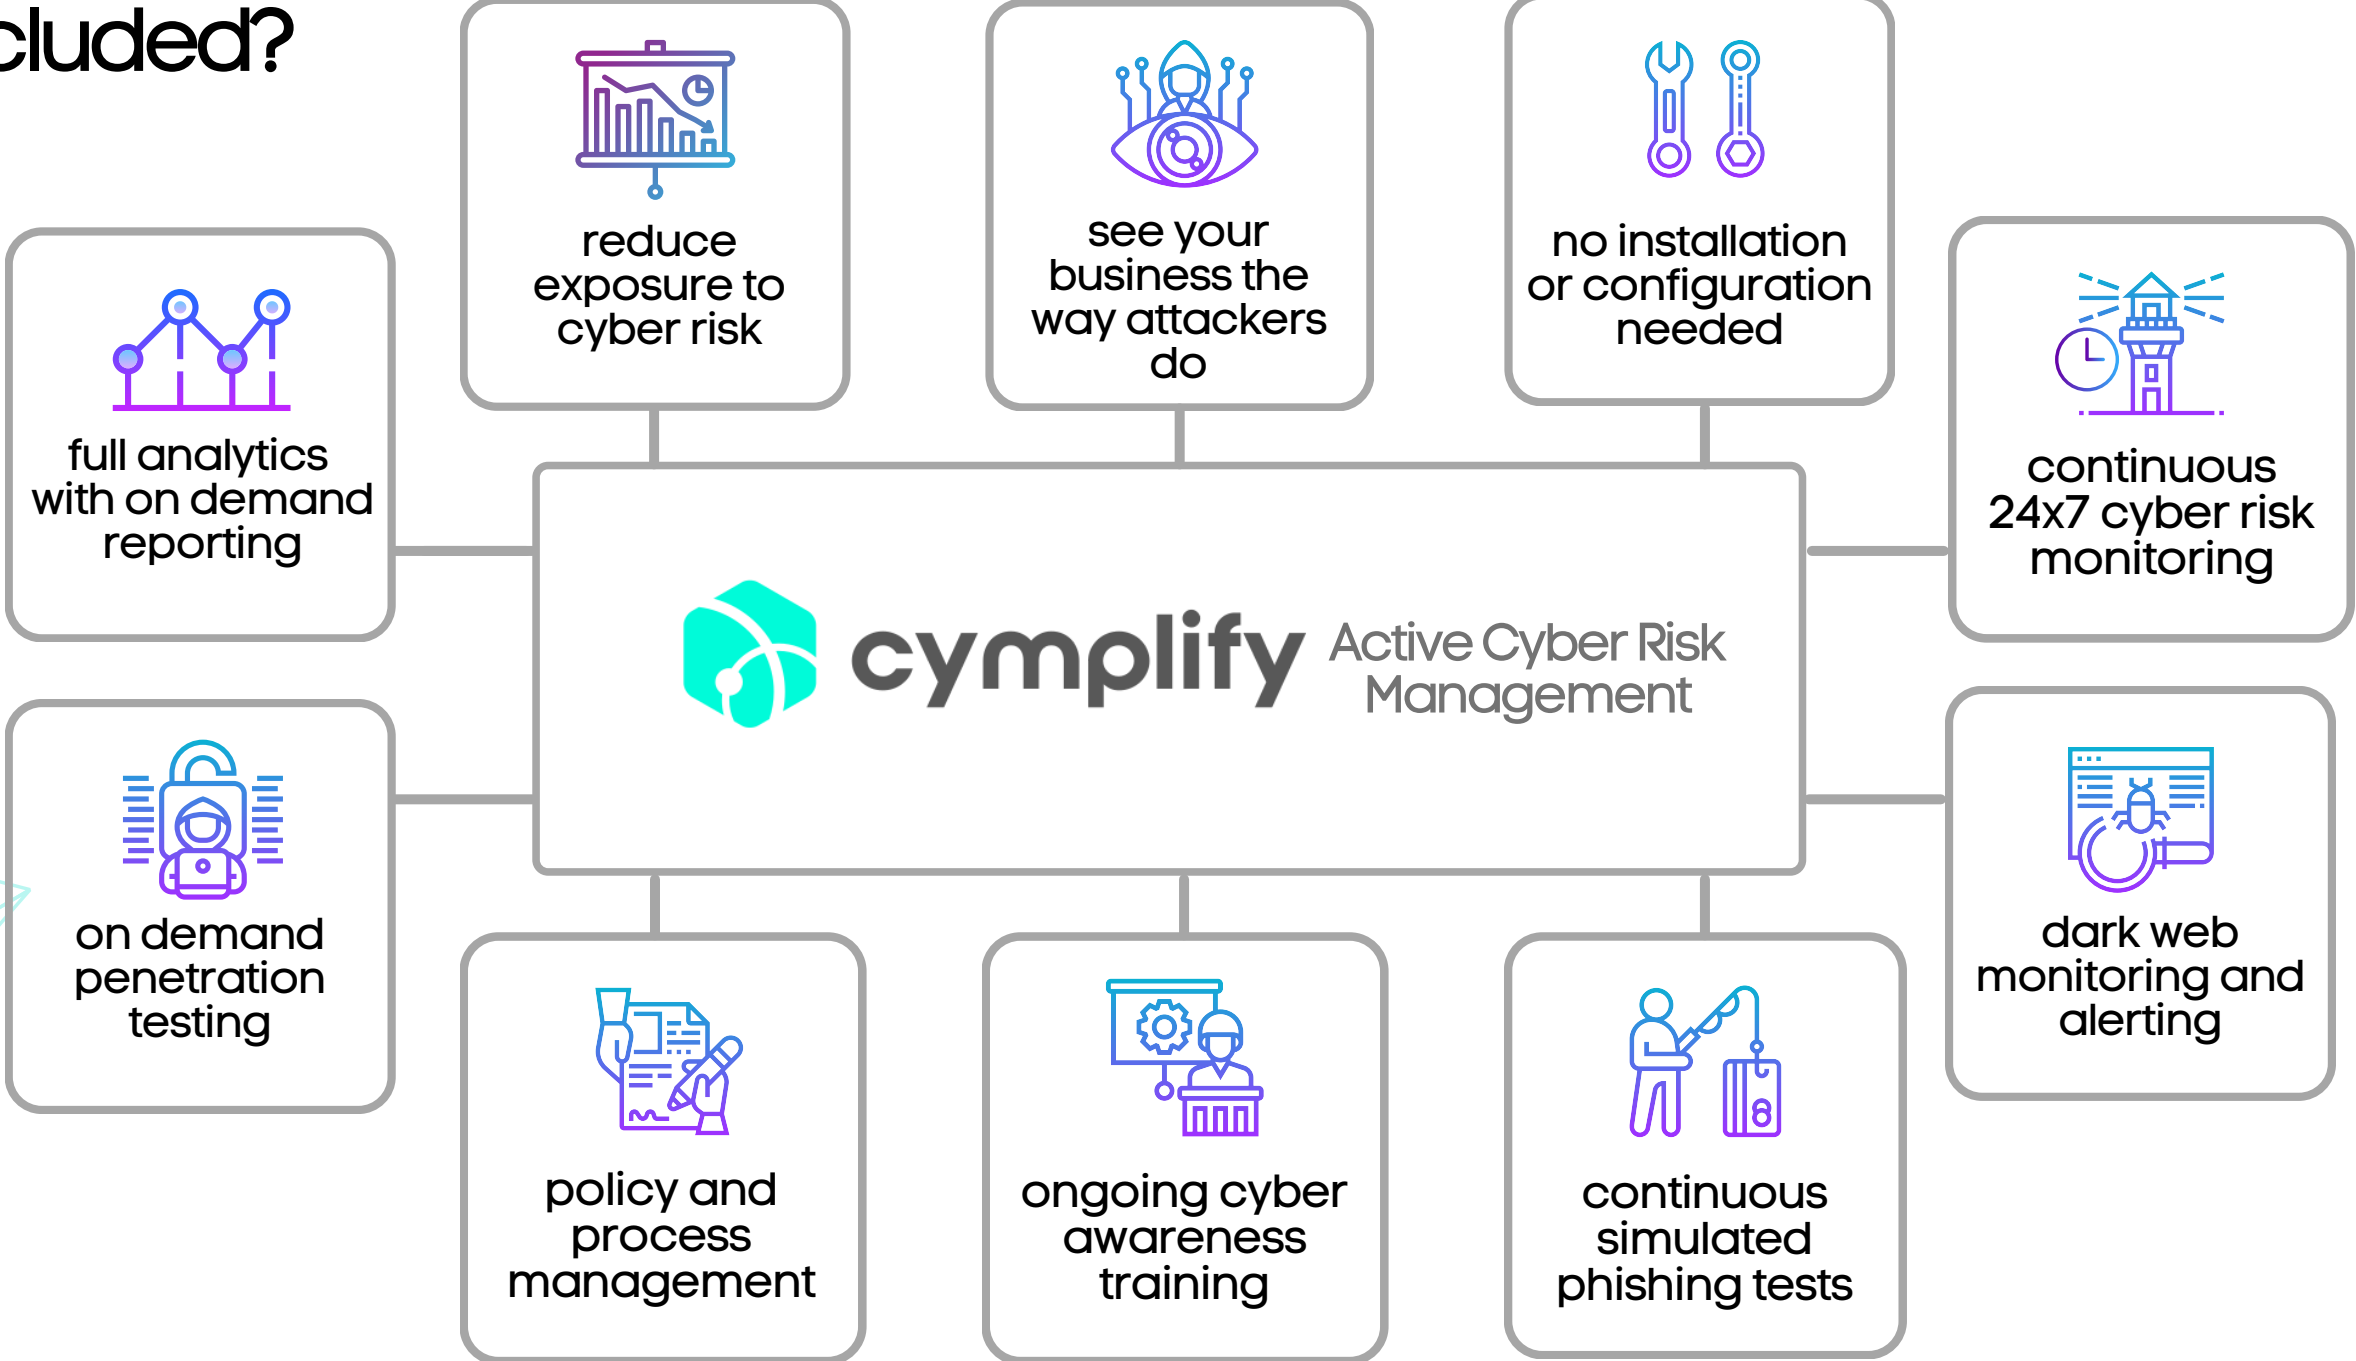 cluded?
reduce
exposure to
cyber risk
see your
business the
way attackers
do
no installation
or configuration
needed
full analytics
with on demand
reporting
continuous
24x7 cyber risk
monitoring
cymplify
Active Cyber Risk
Management
on demand
penetration
testing
dark web
monitoring and
alerting
policy and
process
management
ongoing cyber
awareness
training
continuous
simulated
phishing tests